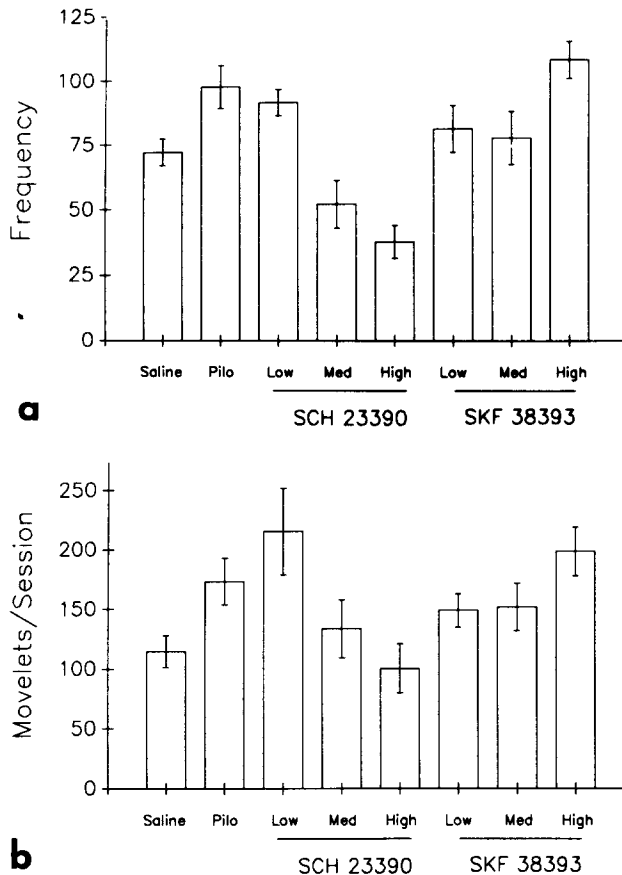 Frequency
125
100
75
50
25
0
Saline Pilo Low Med High Low Med High
SCH 23390 SKF 38393
a
Movelets/Session
250
200
150
100
50
0
Saline Pilo Low Med High Low Med High
SCH 23390 SKF 38393
b